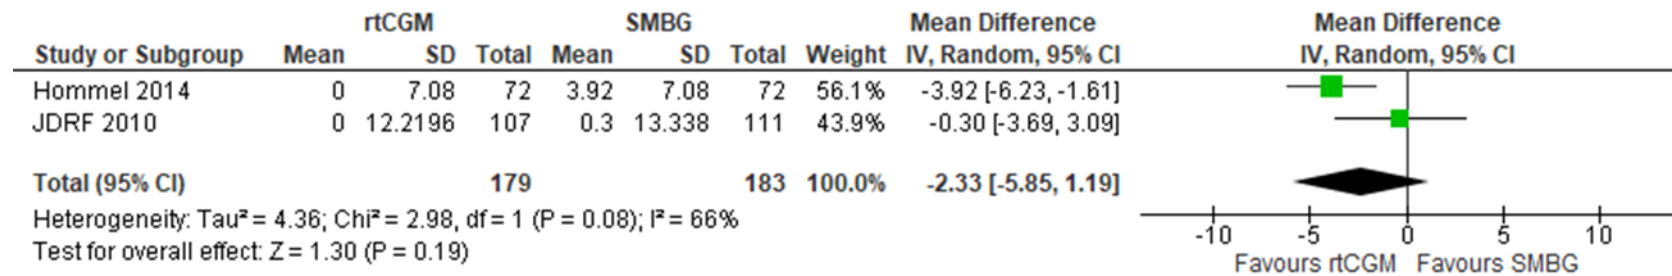 rtCGM SMBG Mean Difference Mean Difference
Study or Subgroup Mean SD Total Mean SD Total Weight IV, Random, 95% CI IV, Random, 95% CI
Hommel 2014 0 7.08 72 3.92 7.08 72 56.1% -3.92 [-6.23, -1.61]
JDRF 2010 0 12.2196 107 0.3 13.338 111 43.9% -0.30 [-3.69, 3.09]
Total (95% CI) 179 183 100.0% -2.33 [-5.85, 1.19]
Heterogeneity: Tau² = 4.36; Chi² = 2.98, df = 1 (P = 0.08); I² = 66%
Test for overall effect: Z = 1.30 (P = 0.19)
-10 -5 0 5 10
Favours rtCGM Favours SMBG